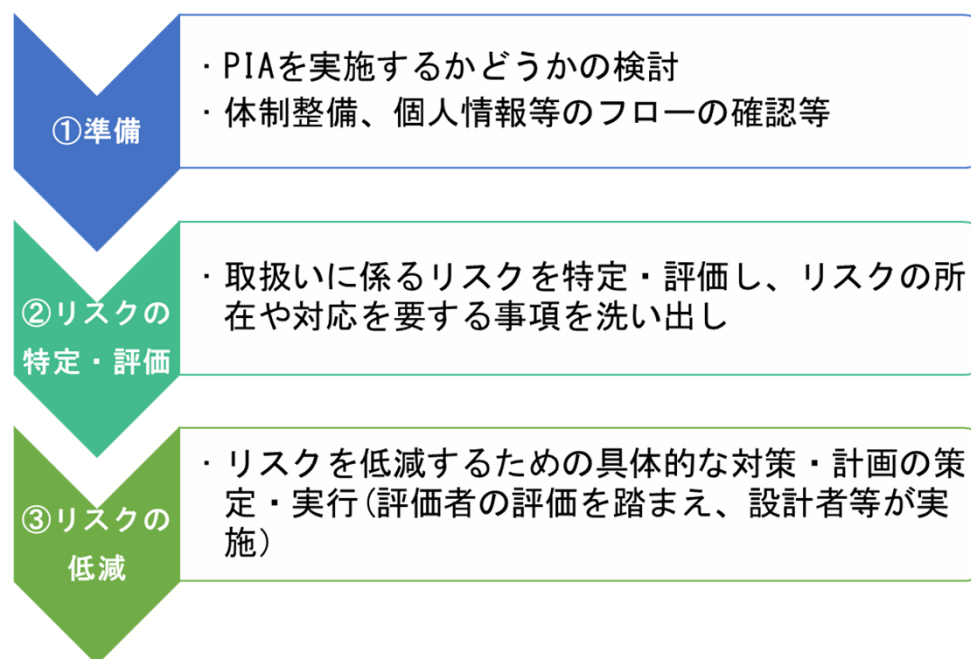 ①準備
・PIAを実施するかどうかの検討
・体制整備、個人情報等のフローの確認等
②リスクの
特定・評価
・取扱いに係るリスクを特定・評価し、リスクの所
在や対応を要する事項を洗い出し
③リスクの
低減
・リスクを低減するための具体的な対策・計画の策
定・実行(評価者の評価を踏まえ、設計者等が実
施)